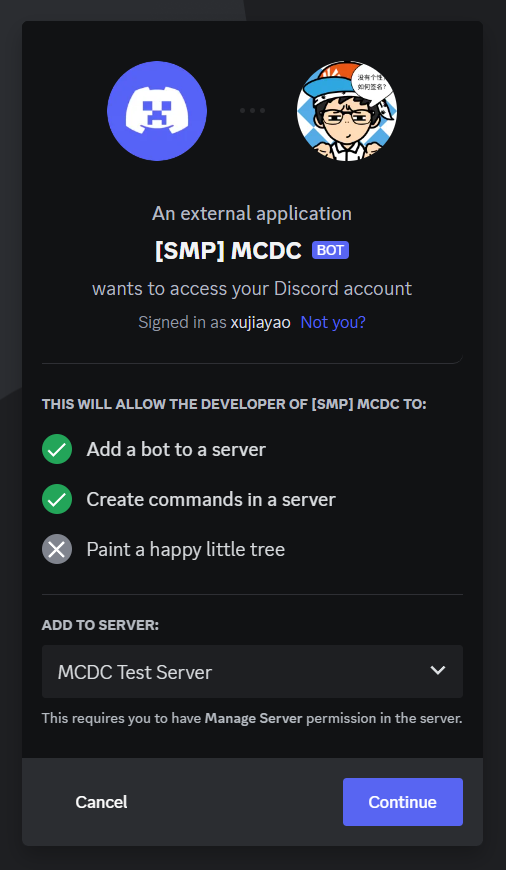 没有个性，
如何签名？
An external application
[SMP] MCDC BOT
wants to access your Discord account
Signed in as xujiayao Not you?
THIS WILL ALLOW THE DEVELOPER OF [SMP] MCDC TO:
Add a bot to a server
Create commands in a server
Paint a happy little tree
ADD TO SERVER:
MCDC Test Server
This requires you to have Manage Server permission in the server.
Cancel
Continue